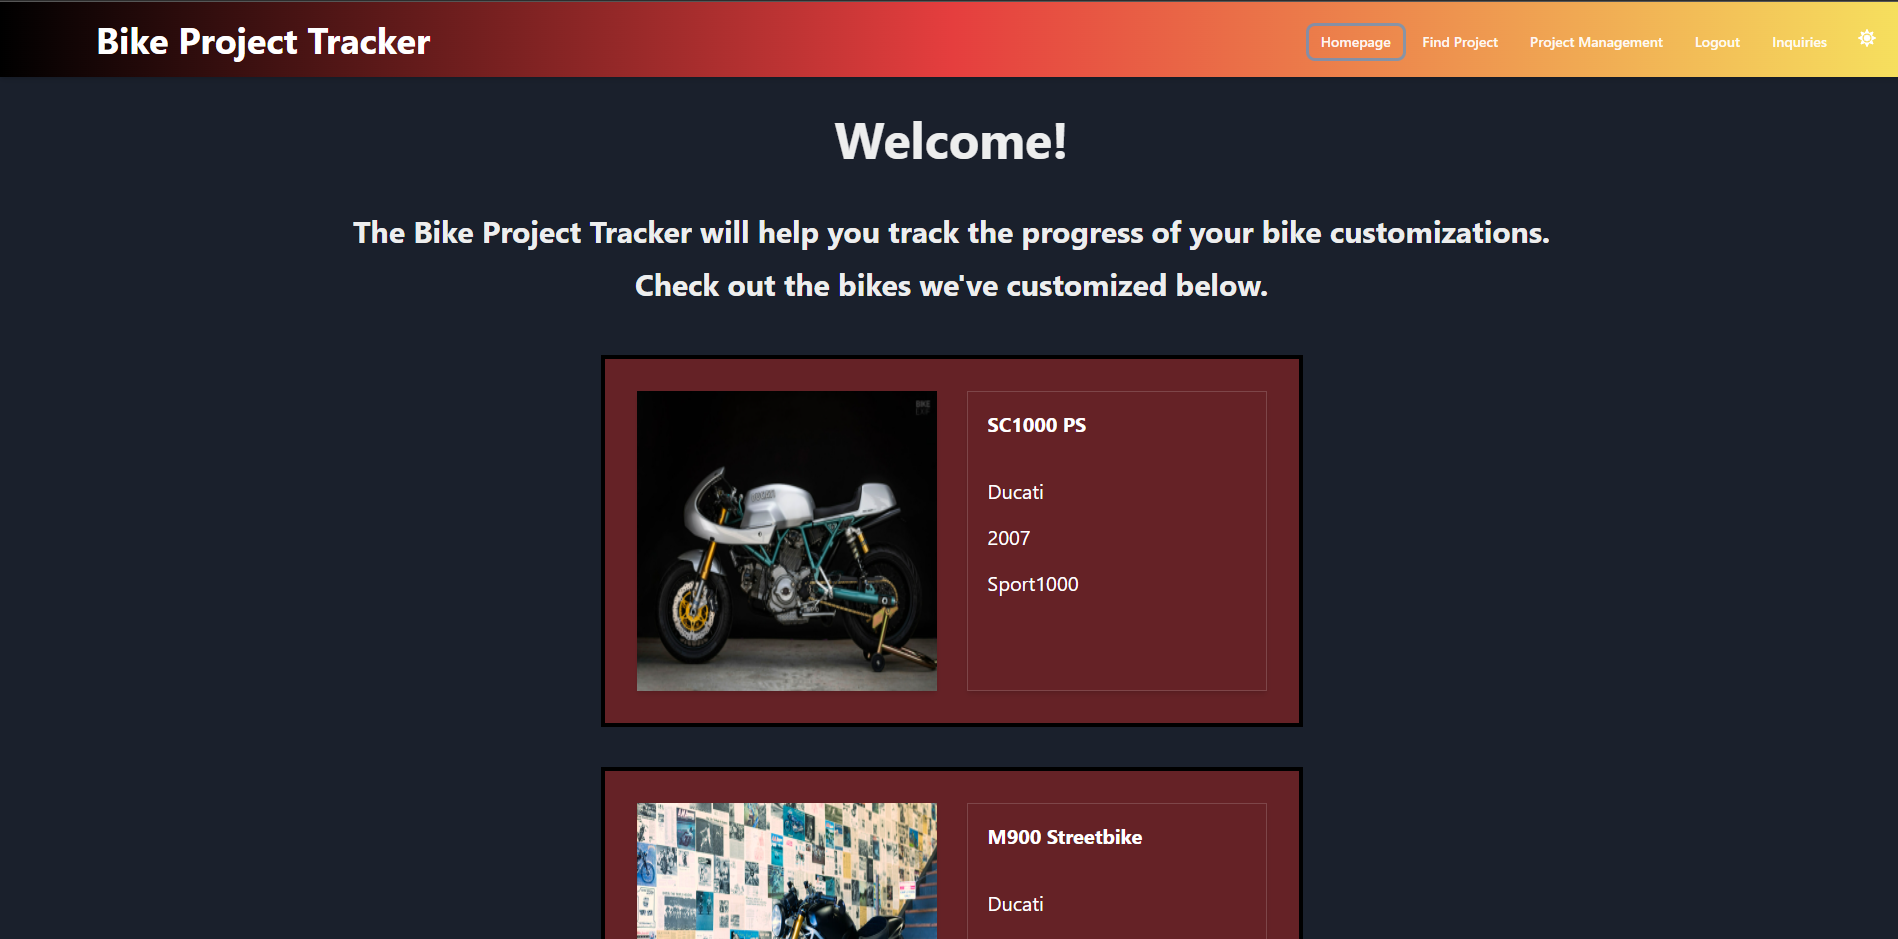 Bike Project Tracker
Homepage
Find Project
Project Management
Logout
Inquiries
Welcome!
The Bike Project Tracker will help you track the progress of your bike customizations.
Check out the bikes we've customized below.
SC1000 PS
Ducati
2007
Sport1000
M900 Streetbike
Ducati